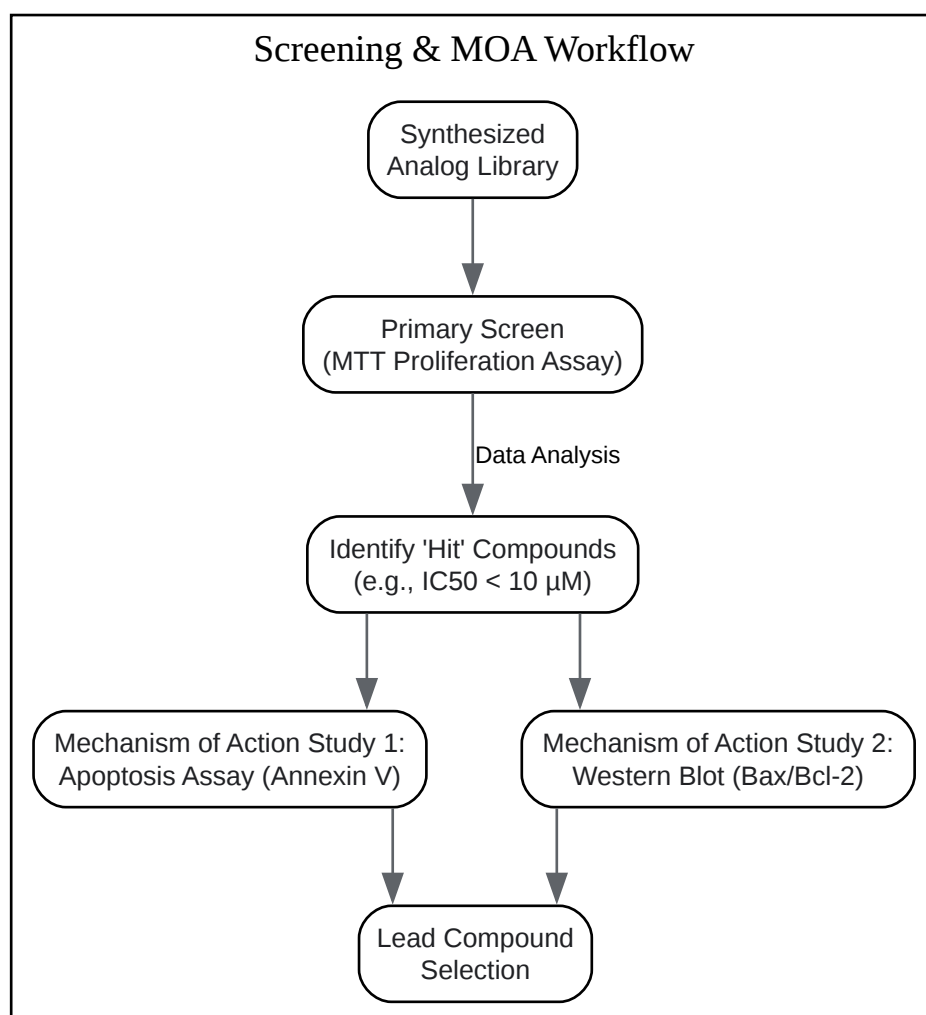 Screening & MOA Workflow
Synthesized
Analog Library
Primary Screen
(MTT Proliferation Assay)
Data Analysis
Identify 'Hit' Compounds
(e.g., IC50 < 10 µM)
Mechanism of Action Study 1:
Apoptosis Assay (Annexin V)
Mechanism of Action Study 2:
Western Blot (Bax/Bcl-2)
Lead Compound
Selection